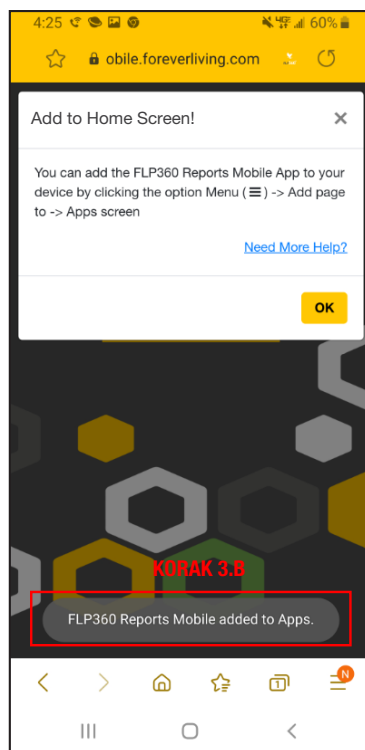 4:25 60%
obile.foreverliving.com
Add to Home Screen! ×
You can add the FLP360 Reports Mobile App to your
device by clicking the option Menu (☰) -> Add page
to -> Apps screen
Need More Help?
OK
KORAK 3.B
FLP360 Reports Mobile added to Apps.
1
N